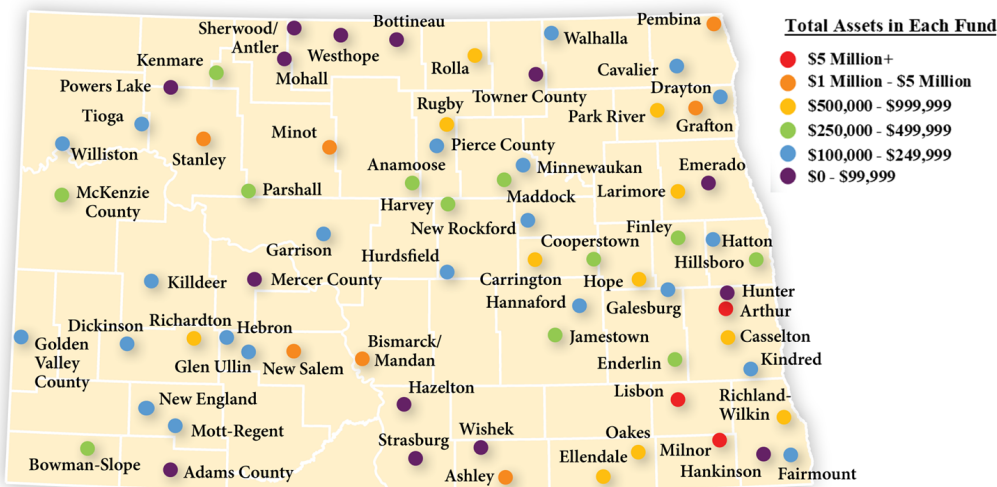 Total Assets in Each Fund
$5 Million+
$1 Million - $5 Million
$500,000 - $999,999
$250,000 - $499,999
$100,000 - $249,999
$0 - $99,999
Sherwood/
Antler
Bottineau
Westhope
Mohall
Pembina
Walhalla
Kenmare
Rolla
Cavalier
Powers Lake
Towner County
Drayton
Tioga
Rugby
Park River
Grafton
Minot
Stanley
Pierce County
Williston
Anamoose
Minnewaukan
Emerado
McKenzie
County
Parshall
Maddock
Larimore
Harvey
New Rockford
Finley
Garrison
Cooperstown
Hatton
Hurdsfield
Hillsboro
Killdeer
Mercer County
Carrington
Hope
Hunter
Hannaford
Galesburg
Arthur
Dickinson
Richardton
Hebron
Golden
Valley
County
Glen Ullin
New Salem
Bismarck/
Mandan
Jamestown
Casselton
Enderlin
Kindred
Hazelton
Lisbon
Richland-
Wilkin
New England
Mott-Regent
Strasburg
Wishek
Oakes
Milnor
Bowman-Slope
Adams County
Ashley
Ellendale
Hankinson
Fairmount